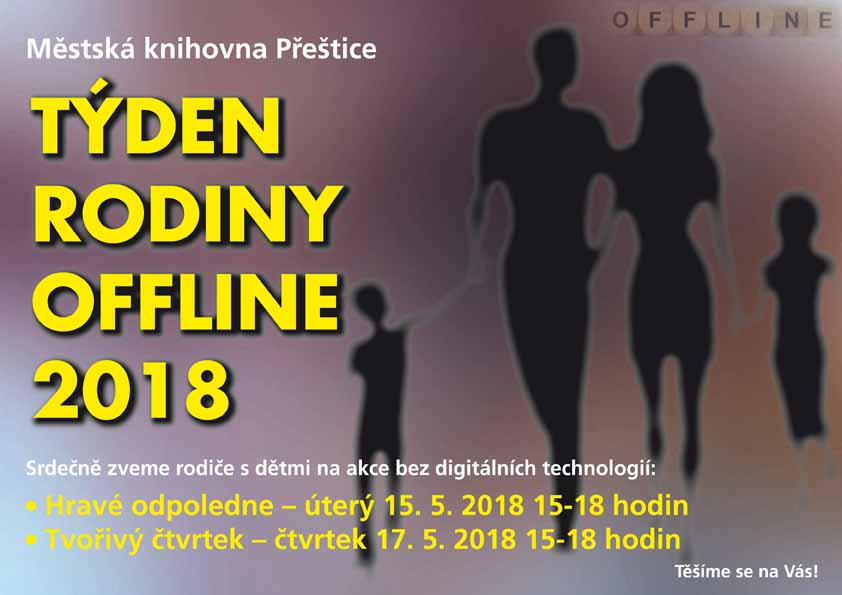 OFFLINE
Městská knihovna Přeštice
TÝDEN
RODINY
OFFLINE
2018
Srdečně zveme rodiče s dětmi na akce bez digitálních technologií:
• Hravé odpoledne – úterý 15. 5. 2018 15-18 hodin
• Tvořivý čtvrtek – čtvrtek 17. 5. 2018 15-18 hodin
Těšíme se na Vás!